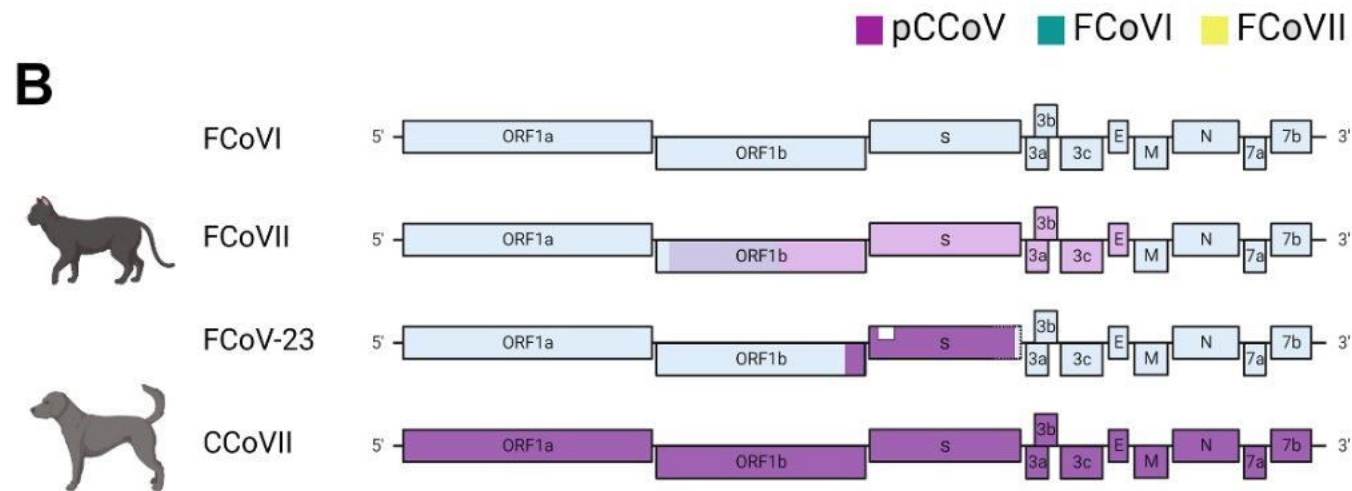 pCCoV FCoVI FCoVII
B
FCoVI 5' ORF1a ORF1b S 3a 3b 3c E M N 7a 7b 3'
FCoVII 5' ORF1a ORF1b S 3a 3b 3c E M N 7a 7b 3'
FCoV-23 5' ORF1a ORF1b S 3a 3b 3c E M N 7a 7b 3'
CCoVII 5' ORF1a ORF1b S 3a 3b 3c E M N 7a 7b 3'